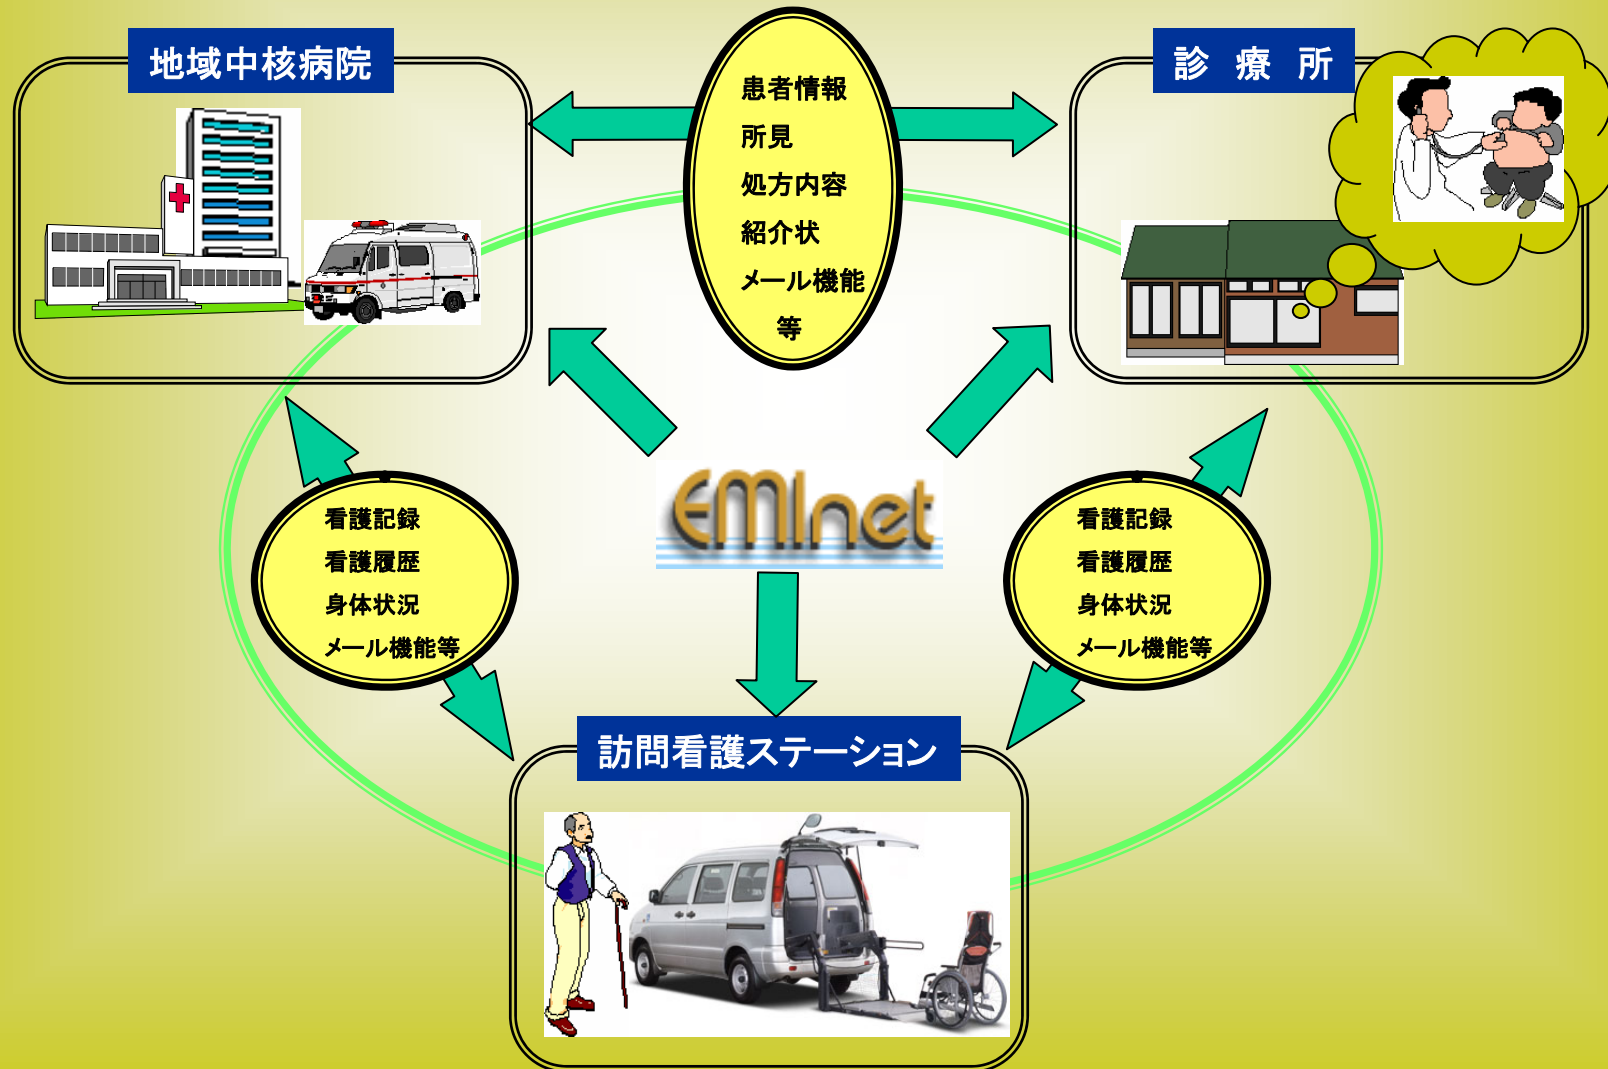 地域中核病院
診 療 所
患者情報
所見
処方内容
紹介状
メール機能
等
EMInet
看護記録
看護履歴
身体状況
メール機能等
看護記録
看護履歴
身体状況
メール機能等
訪問看護ステーション